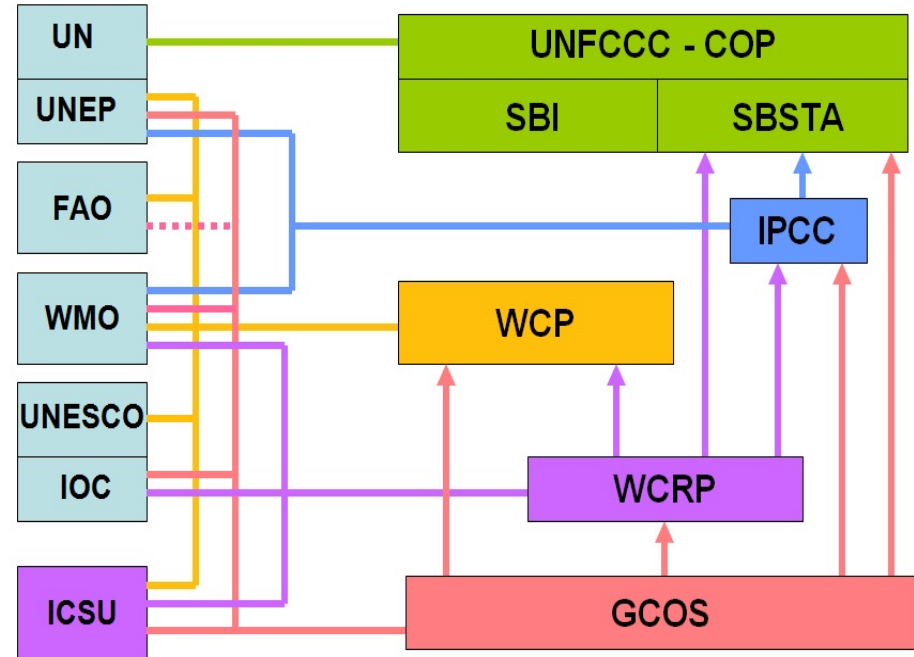 UN
UNEP
FAO
WMO
UNESCO
IOC
ICSU
UNFCCC - COP
SBI
SBSTA
IPCC
WCP
WCRP
GCOS